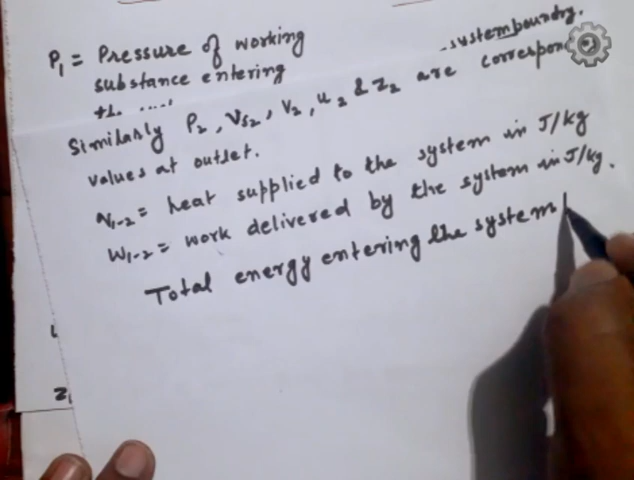 P₁ = Pressure of working
substance entering
system boundry.
Similarly P₂, Vs₂, V₂, u₂ & Z₂ are
values at outlet.
q₁₋₂ = heat supplied to the system in J/kg
W₁₋₂ = work delivered by the system in J/kg.
Total energy entering the system
Z₁